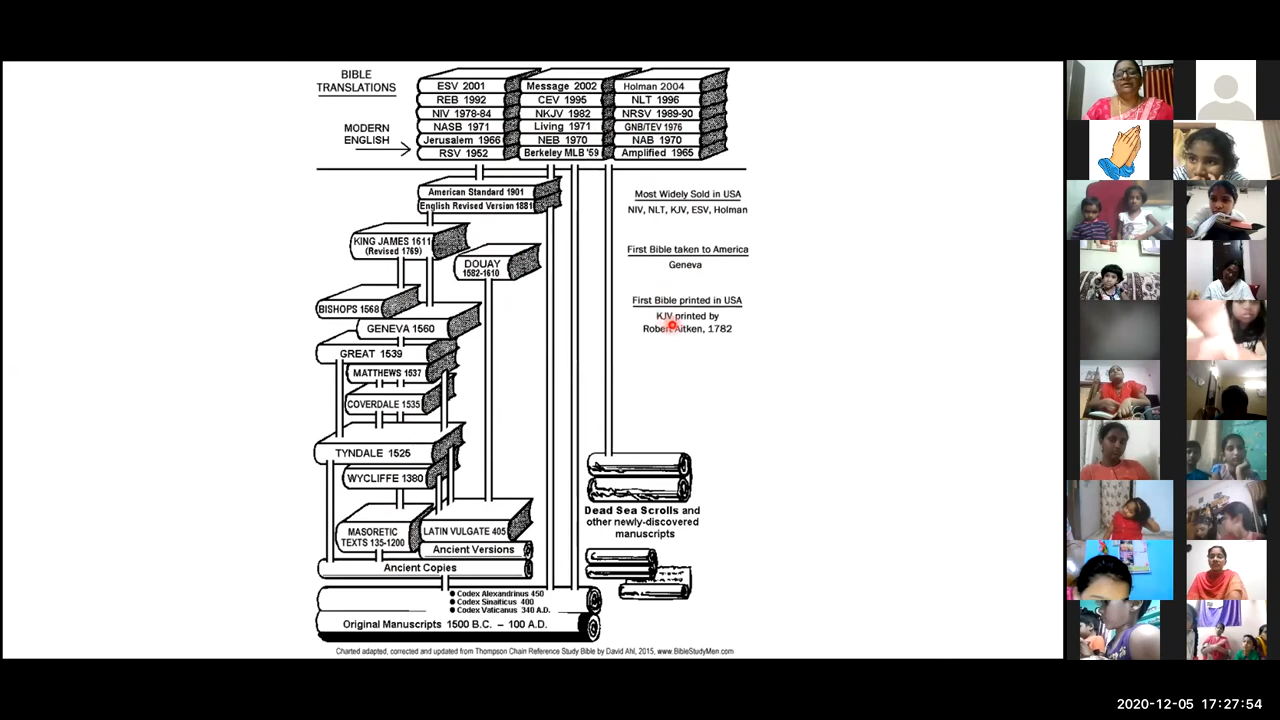 BIBLE
TRANSLATIONS
MODERN
ENGLISH
ESV 2001
REB 1992
NIV 1978-84
NASB 1971
Jerusalem 1966
RSV 1952
Message 2002
CEV 1995
NKJV 1982
Living 1971
NEB 1970
Berkeley MLB '59
Holman 2004
NLT 1996
NRSV 1989-90
GNB/TEV 1976
NAB 1970
Amplified 1965
American Standard 1901
English Revised Version 1881
KING JAMES 1611
(Revised 1769)
DOUAY
1582-1610
BISHOPS 1568
GENEVA 1560
GREAT 1539
MATTHEWS 1537
COVERDALE 1535
TYNDALE 1525
WYCLIFFE 1380
MASORETIC
TEXTS 135-1200
LATIN VULGATE 405
Ancient Versions
Ancient Copies
• Codex Alexandrinus 450
• Codex Sinaiticus 400
• Codex Vaticanus 340 A.D.
Original Manuscripts 1500 B.C. – 100 A.D.
Most Widely Sold in USA
NIV, NLT, KJV, ESV, Holman
First Bible taken to America
Geneva
First Bible printed in USA
KJV printed by
Robert Aitken, 1782
Dead Sea Scrolls and
other newly-discovered
manuscripts
Charted adapted, corrected and updated from Thompson Chain Reference Study Bible by David Ahl, 2015, www.BibleStudyMen.com
2020-12-05 17:27:54